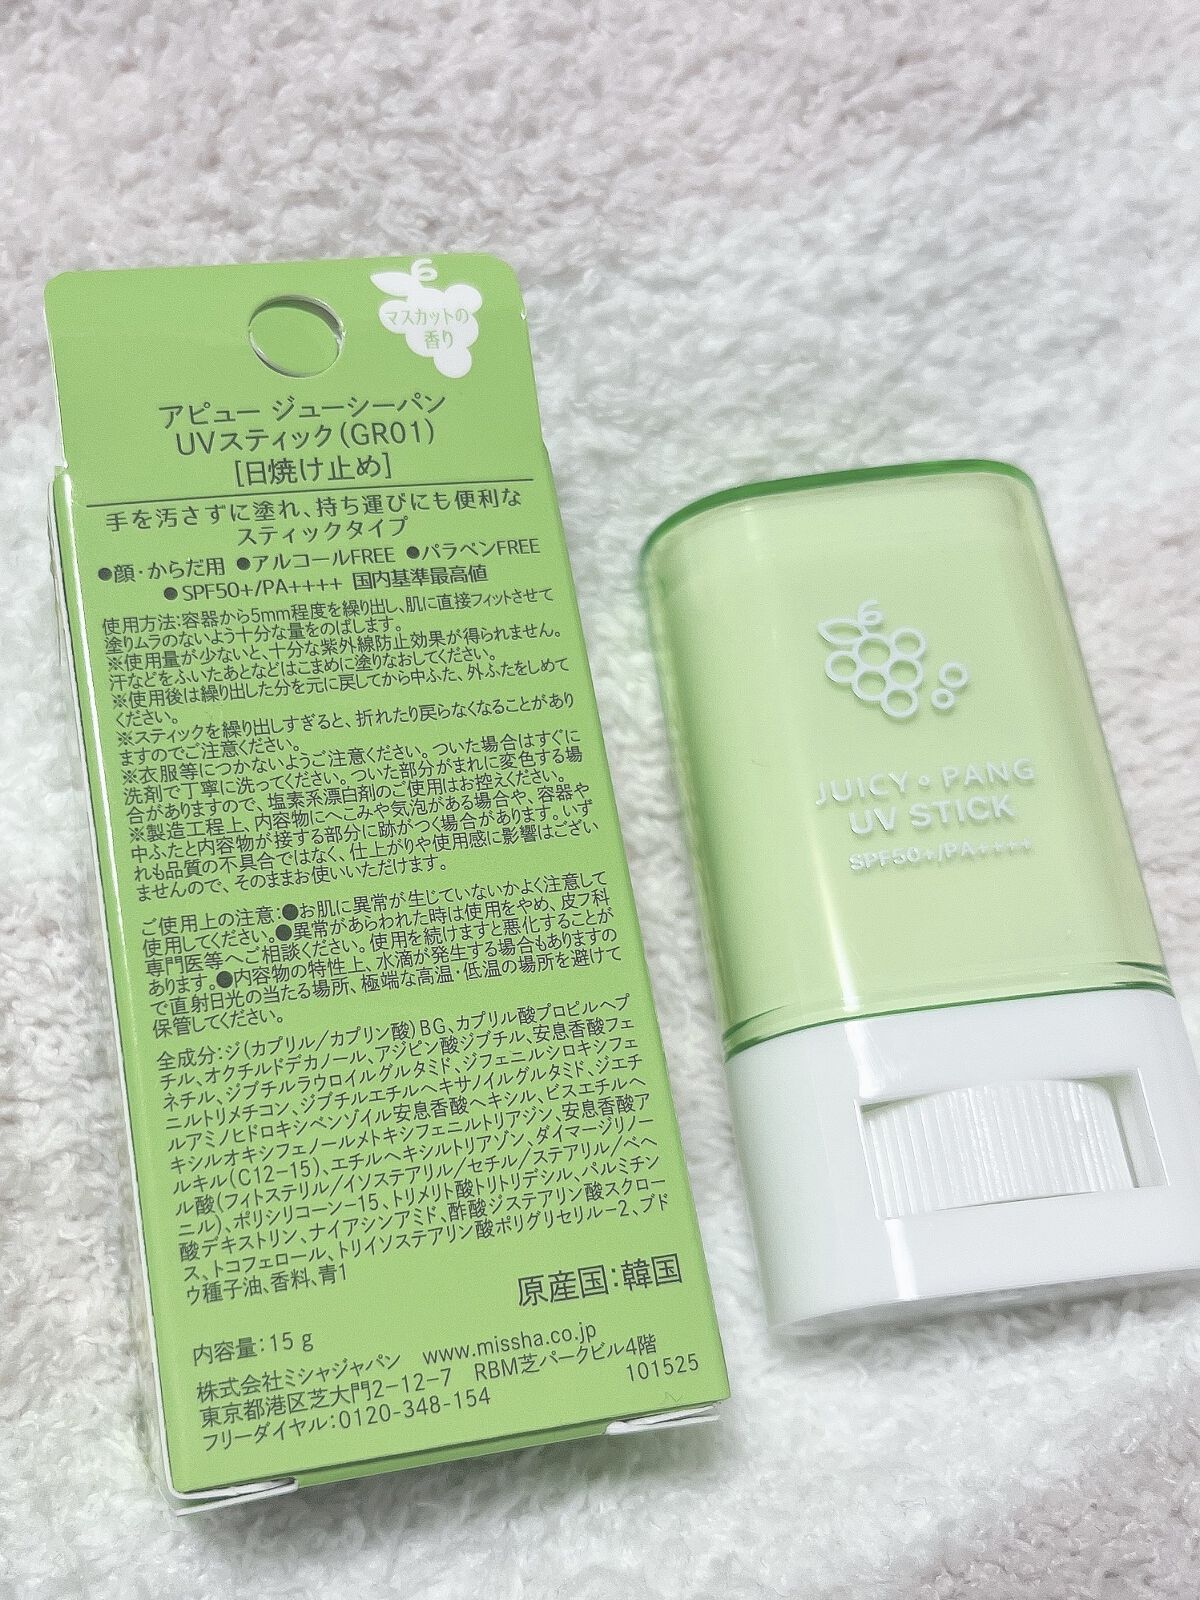 マスカットの
香り
アピュー ジューシーパン
UVスティック(GR01)
[日焼け止め]
手を汚さずに塗れ、持ち運びにも便利な
スティックタイプ
●顔・からだ用 ●アルコールFREE ●パラベンFREE
●SPF50+/PA++++ 国内基準最高値
使用方法:容器から5mm程度を繰り出し、肌に直接フィットさせて
塗りムラのないよう十分な量をのばします。
※使用量が少ないと、十分な紫外線防止効果が得られません。
汗などをふいたあとなどはこまめに塗りなおしてください。
※使用後は繰り出した分を元に戻してから中ふた、外ふたをしめて
ください。
※スティックを繰り出しすぎると、折れたり戻らなくなることがあり
ますのでご注意ください。
※衣服等につかないようご注意ください。ついた場合はすぐに
洗剤で丁寧に洗ってください。ついた部分がまれに変色する場
合がありますので、塩素系漂白剤のご使用はお控えください。
※製造工程上、内容物にへこみや気泡がある場合や、容器や
中ふたと内容物が接する部分に跡がつく場合があります。いず
れも品質の不具合ではなく、仕上がりや使用感に影響はござい
ませんので、そのままお使いいただけます。
ご使用上の注意:●お肌に異常が生じていないかよく注意して
使用してください。●異常があらわれた時は使用をやめ、皮フ科
専門医等へご相談ください。使用を続けますと悪化することが
あります。●内容物の特性上、水滴が発生する場合もありますの
で直射日光の当たる場所、極端な高温・低温の場所を避けて
保管してください。
全成分:ジ(カプリル/カプリン酸)BG、カプリル酸プロピルヘプ
チル、オクチルドデカノール、アジピン酸ジブチル、安息香酸フェ
ネチル、ジブチルラウロイルグルタミド、ジフェニルシロキシフェ
ニルトリメチコン、ジブチルエチルヘキサノイルグルタミド、ジエチ
ルアミノヒドロキシベンゾイル安息香酸ヘキシル、ビスエチルヘ
キシルオキシフェノールメトキシフェニルトリアジン、安息香酸ア
ルキル(C12-15)、エチルヘキシルトリアゾン、ダイマージリノー
ル酸(フィトステリル/イソステアリル/セチル/ステアリル/ベヘ
ニル)、ポリシリコーン-15、トリメリト酸トリトリデシル、パルミチン
酸デキストリン、ナイアシンアミド、酢酸ジステアリン酸スクロー
ス、トコフェロール、トリイソステアリン酸ポリグリセリル-2、ブド
ウ種子油、香料、青1
原産国:韓国
内容量:15 g
株式会社ミシャジャパン www.missha.co.jp
東京都港区芝大門2-12-7 RBM芝パークビル4階
フリーダイヤル:0120-348-154 101525
JUICY PANG
UV STICK
SPF50+/PA++++